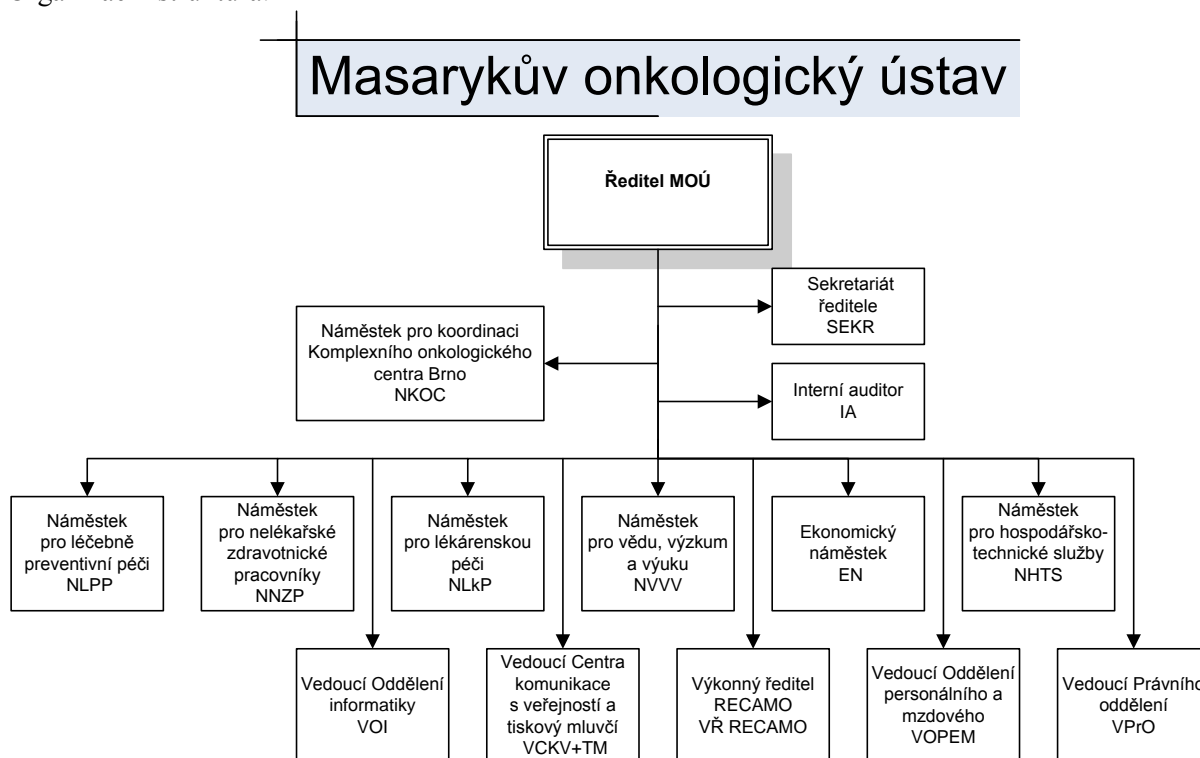 Masarykův onkologický ústav
Ředitel MOÚ
Sekretariát
ředitele
SEKR
Náměstek pro koordinaci
Komplexního onkologického
centra Brno
NKOC
Interní auditor
IA
Náměstek
pro léčebně
preventivní péči
NLPP
Náměstek
pro nelékařské
zdravotnické
pracovníky
NNZP
Náměstek
pro lékárenskou
péči
NLkP
Náměstek
pro vědu, výzkum
a výuku
NVVV
Ekonomický
náměstek
EN
Náměstek
pro hospodářsko-
technické služby
NHTS
Vedoucí Oddělení
informatiky
VOI
Vedoucí Centra
komunikace
s veřejností a
tiskový mluvčí
VCKV+TM
Výkonný ředitel
RECAMO
VŘ RECAMO
Vedoucí Oddělení
personálního a
mzdového
VOPEM
Vedoucí Právního
oddělení
VPrO